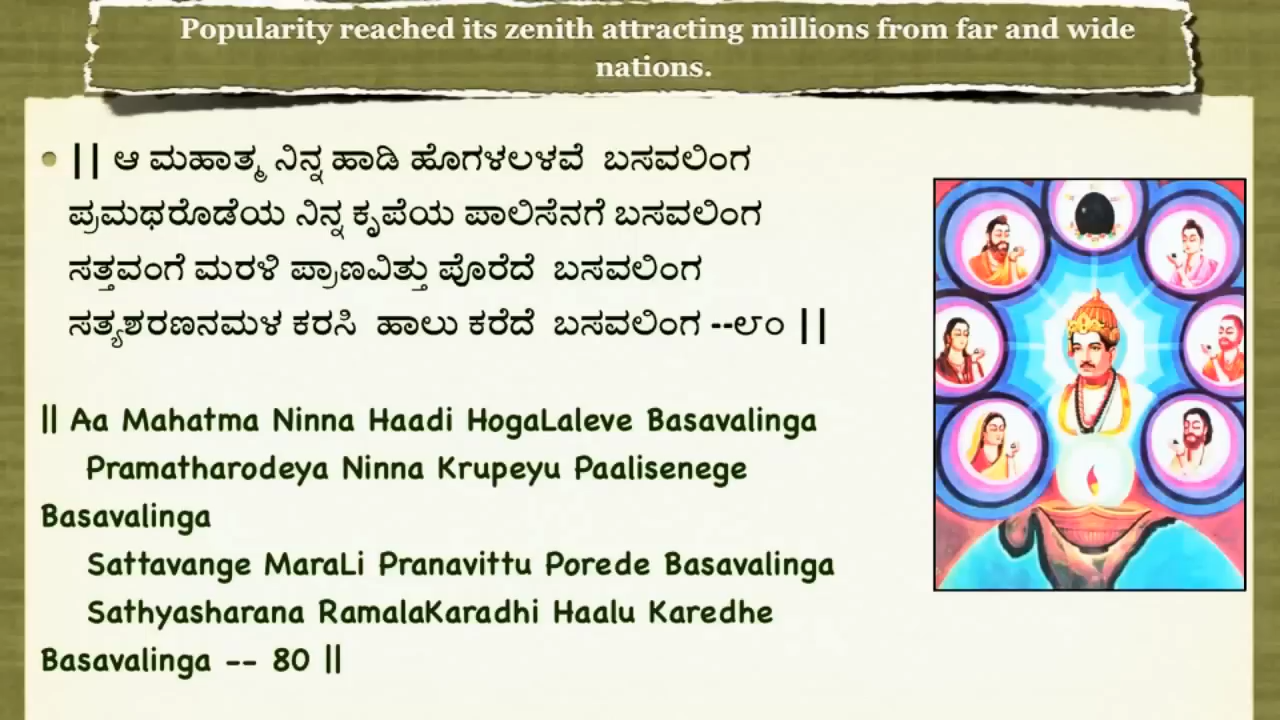 Popularity reached its zenith attracting millions from far and wide
nations.
|| ಆ ಮಹಾತ್ಮ ನಿನ್ನ ಹಾಡಿ ಹೊಗಳಲಳವೆ ಬಸವಲಿಂಗ
ಪ್ರಮಥರೊಡೆಯ ನಿನ್ನ ಕೃಪೆಯ ಪಾಲಿಸೆನಗೆ ಬಸವಲಿಂಗ
ಸತ್ತವಂಗೆ ಮರಳಿ ಪ್ರಾಣವಿತ್ತು ಪೊರೆದೆ ಬಸವಲಿಂಗ
ಸತ್ಯಶರಣನಮಳ ಕರಸಿ ಹಾಲು ಕರೆದೆ ಬಸವಲಿಂಗ --೮೦ ||
|| Aa Mahatma Ninna Haadi HogaLaleve Basavalinga
Pramatharodeya Ninna Krupeyu Paalisenege
Basavalinga
Sattavange MaraLi Pranavittu Porede Basavalinga
Sathyasharana RamalaKaradhi Haalu Karedhe
Basavalinga -- 80 ||